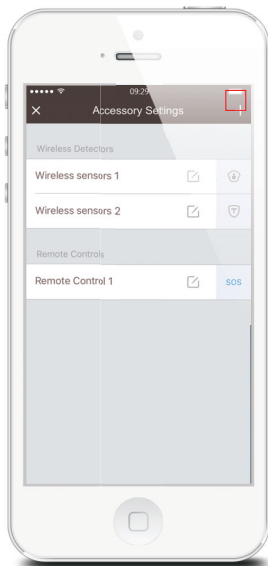 09:29
Accessory Settings
Wireless Detectors
Wireless sensors 1
Wireless sensors 2
Remote Controls
Remote Control 1
SOS